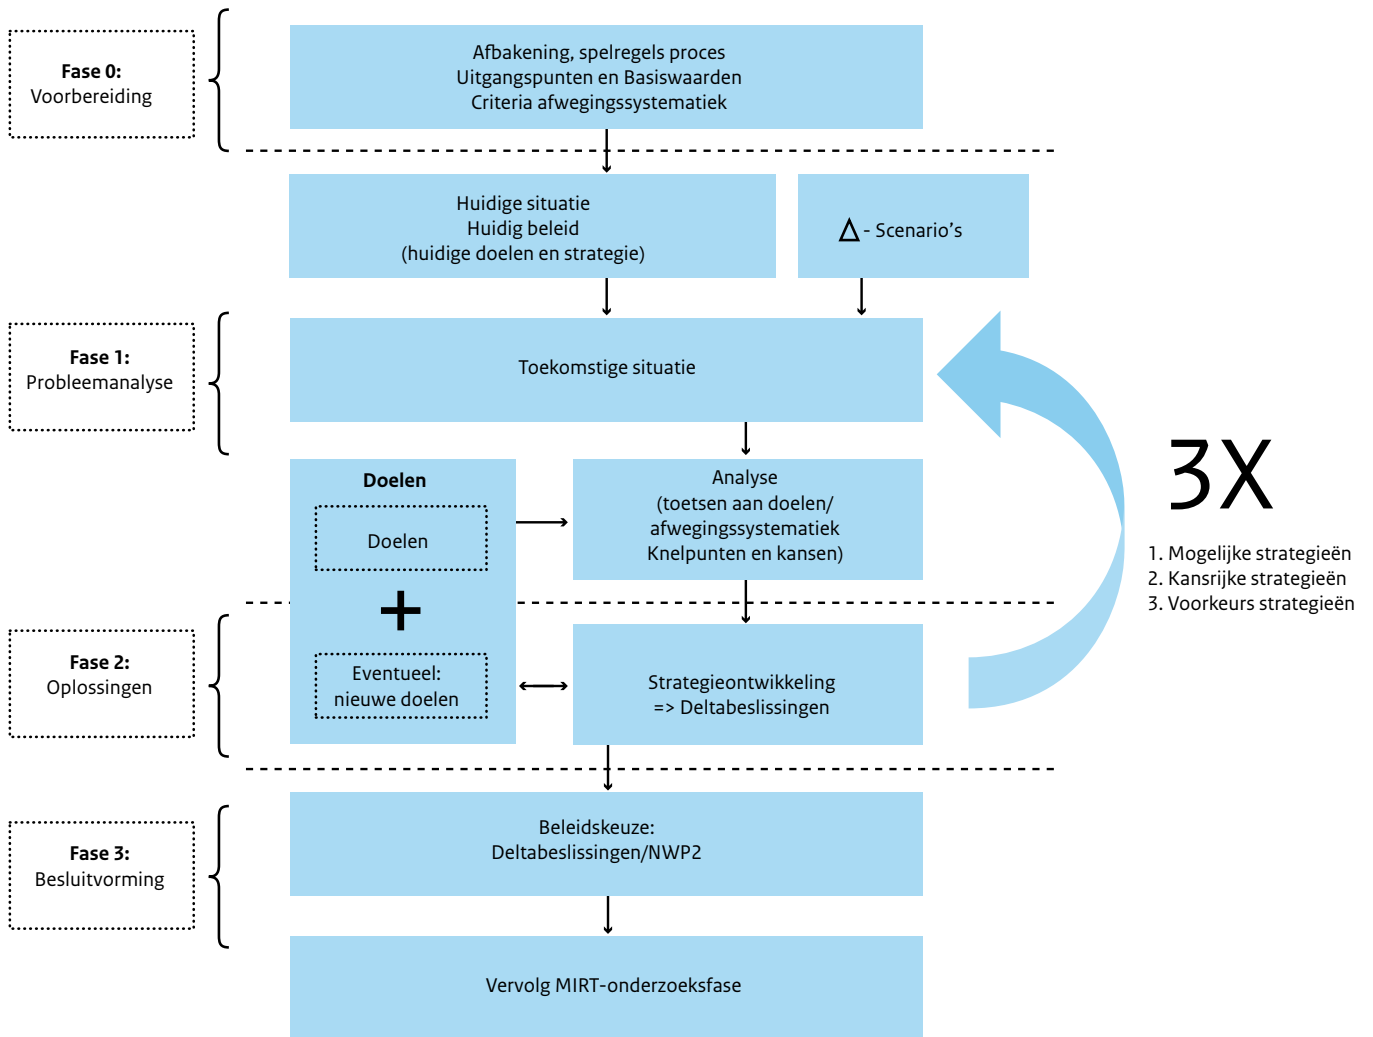 Fase 0:
Voorbereiding
Afbakening, spelregels proces
Uitgangspunten en Basiswaarden
Criteria afwegingssystematiek
Huidige situatie
Huidig beleid
(huidige doelen en strategie)
Δ - Scenario's
Fase 1:
Probleemanalyse
Toekomstige situatie
Doelen
Doelen
+
Eventueel:
nieuwe doelen
Analyse
(toetsen aan doelen/
afwegingssystematiek
Knelpunten en kansen)
3X
1. Mogelijke strategieën
2. Kansrijke strategieën
3. Voorkeurs strategieën
Fase 2:
Oplossingen
Strategieontwikkeling
=> Deltabeslissingen
Fase 3:
Besluitvorming
Beleidskeuze:
Deltabeslissingen/NWP2
Vervolg MIRT-onderzoeksfase